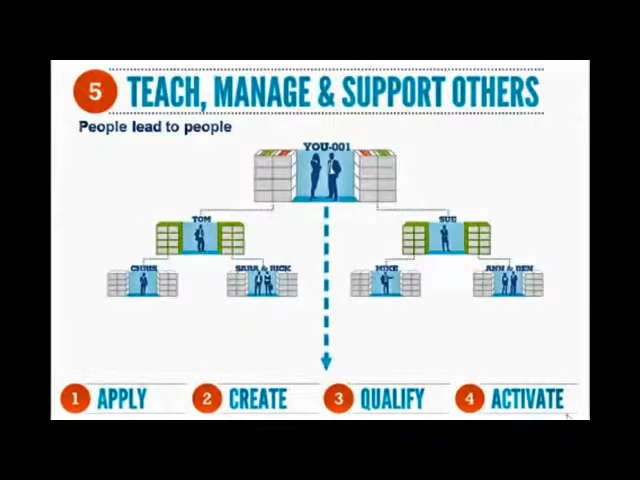 5 TEACH, MANAGE & SUPPORT OTHERS
People lead to people
YOU-001
TOM
SUE
CHRIS
SARA & RICK
MIKE
ANN & BEN
1 APPLY
2 CREATE
3 QUALIFY
4 ACTIVATE